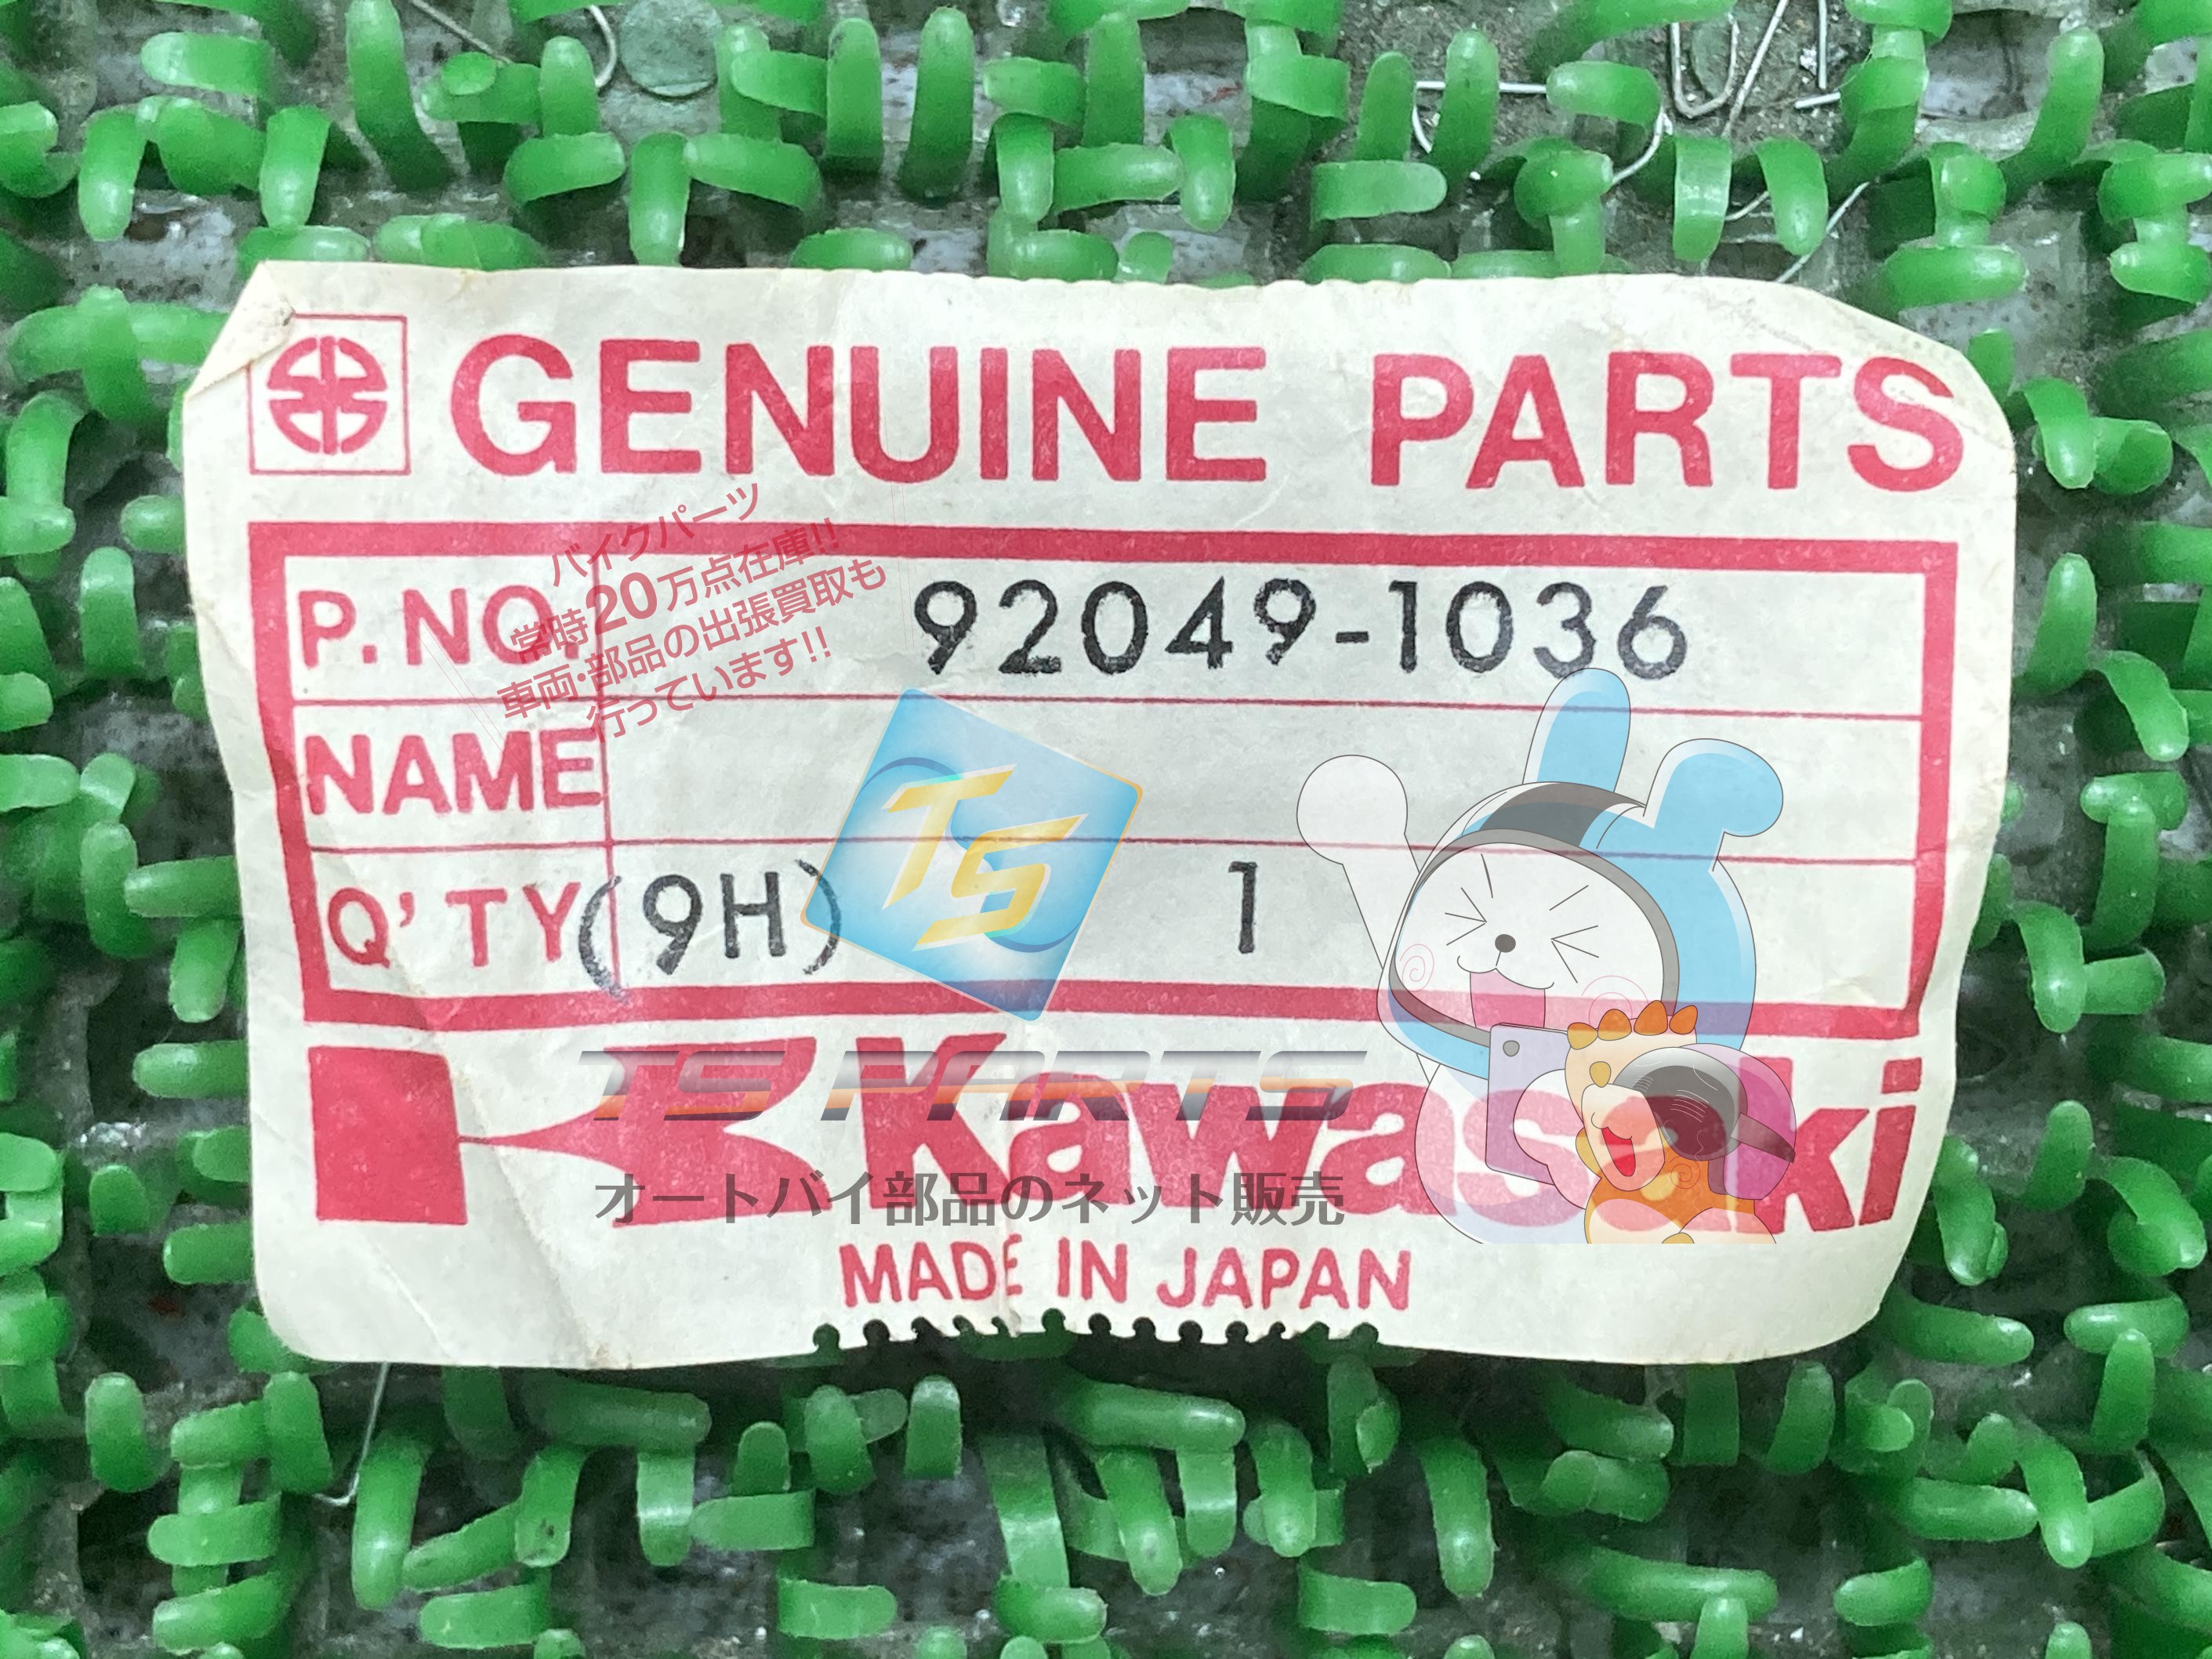 GENUINE PARTS
P.NO. 92049-1036
NAME
Q'TY (9H) 1
Kawasaki
MADE IN JAPAN
バイクパーツ
常時20万点在庫!!
車両・部品の出張買取も
行っています!!
TS
TS PARTS
オートバイ部品のネット販売